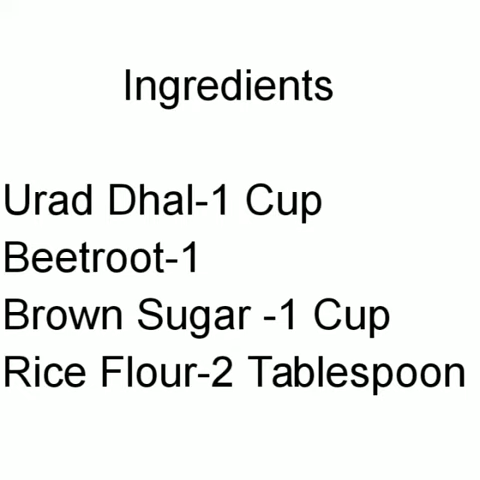 Ingredients
Urad Dhal-1 Cup
Beetroot-1
Brown Sugar -1 Cup
Rice Flour-2 Tablespoon